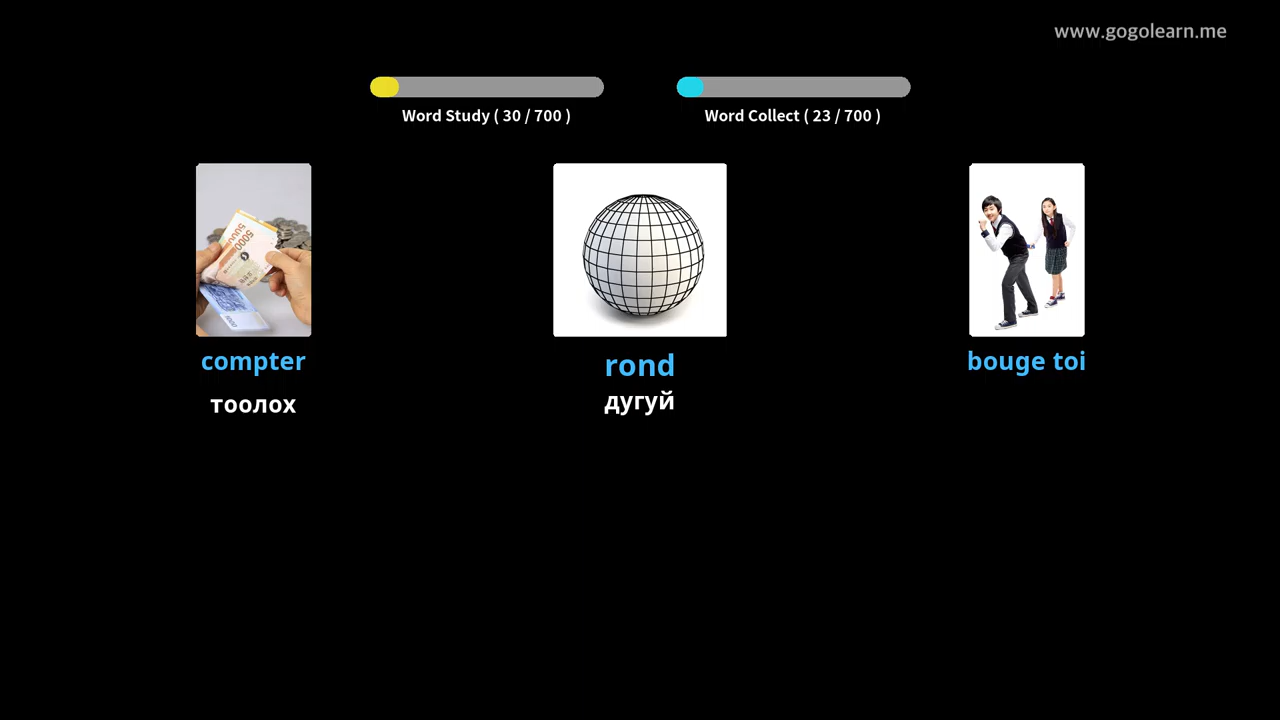 www.gogolearn.me
Word Study ( 30 / 700 )
Word Collect ( 23 / 700 )
compter
rond
bouge toi
тоолох
дугуй